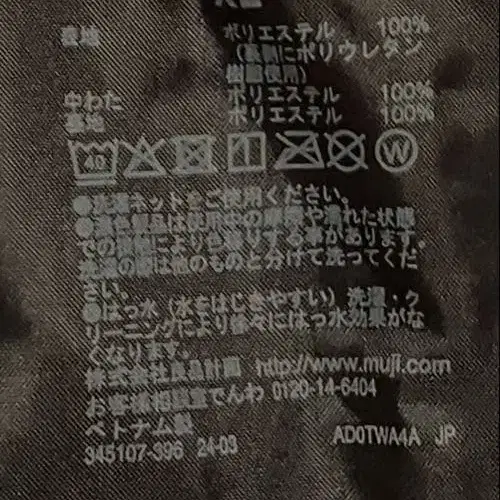 表地 ポリエステル 100%
(裏側にポリウレタン
樹脂使用)
中わた ポリエステル 100%
裏地 ポリエステル 100%
40 W
●洗濯ネットをご使用ください。
●濃色製品は使用中の摩擦や濡れた状態
での摩擦により色移りする事があります。
洗濯の際は他のものと分けて洗ってくだ
さい。
●はっ水(水をはじきやすい)洗濯・ク
リーニングにより徐々にはっ水効果がな
くなります。
株式会社良品計画 http://www.muji.com
お客様相談室でんわ 0120-14-6404
ベトナム製
345107-396 24-03 AD0TWA4A JP